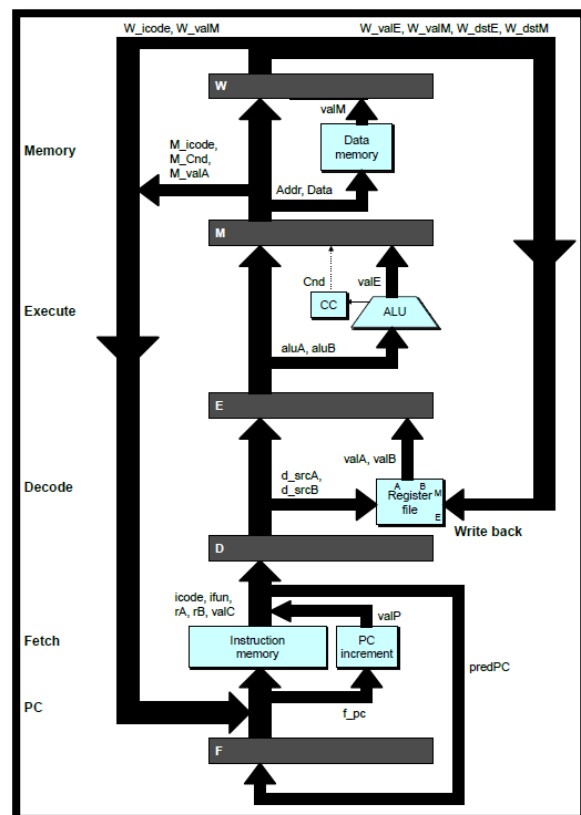 W_icode, W_valM
W_valE, W_valM, W_dstE, W_dstM
W
valM
Memory
M_icode,
M_Cnd,
M_valA
Data
memory
Addr, Data
M
Cnd
valE
Execute
CC
ALU
aluA, aluB
E
valA, valB
Decode
d_srcA,
d_srcB
A B
M
Register
file
E
Write back
D
icode, ifun,
rA, rB, valC
valP
Fetch
Instruction
memory
PC
increment
predPC
PC
f_pc
F